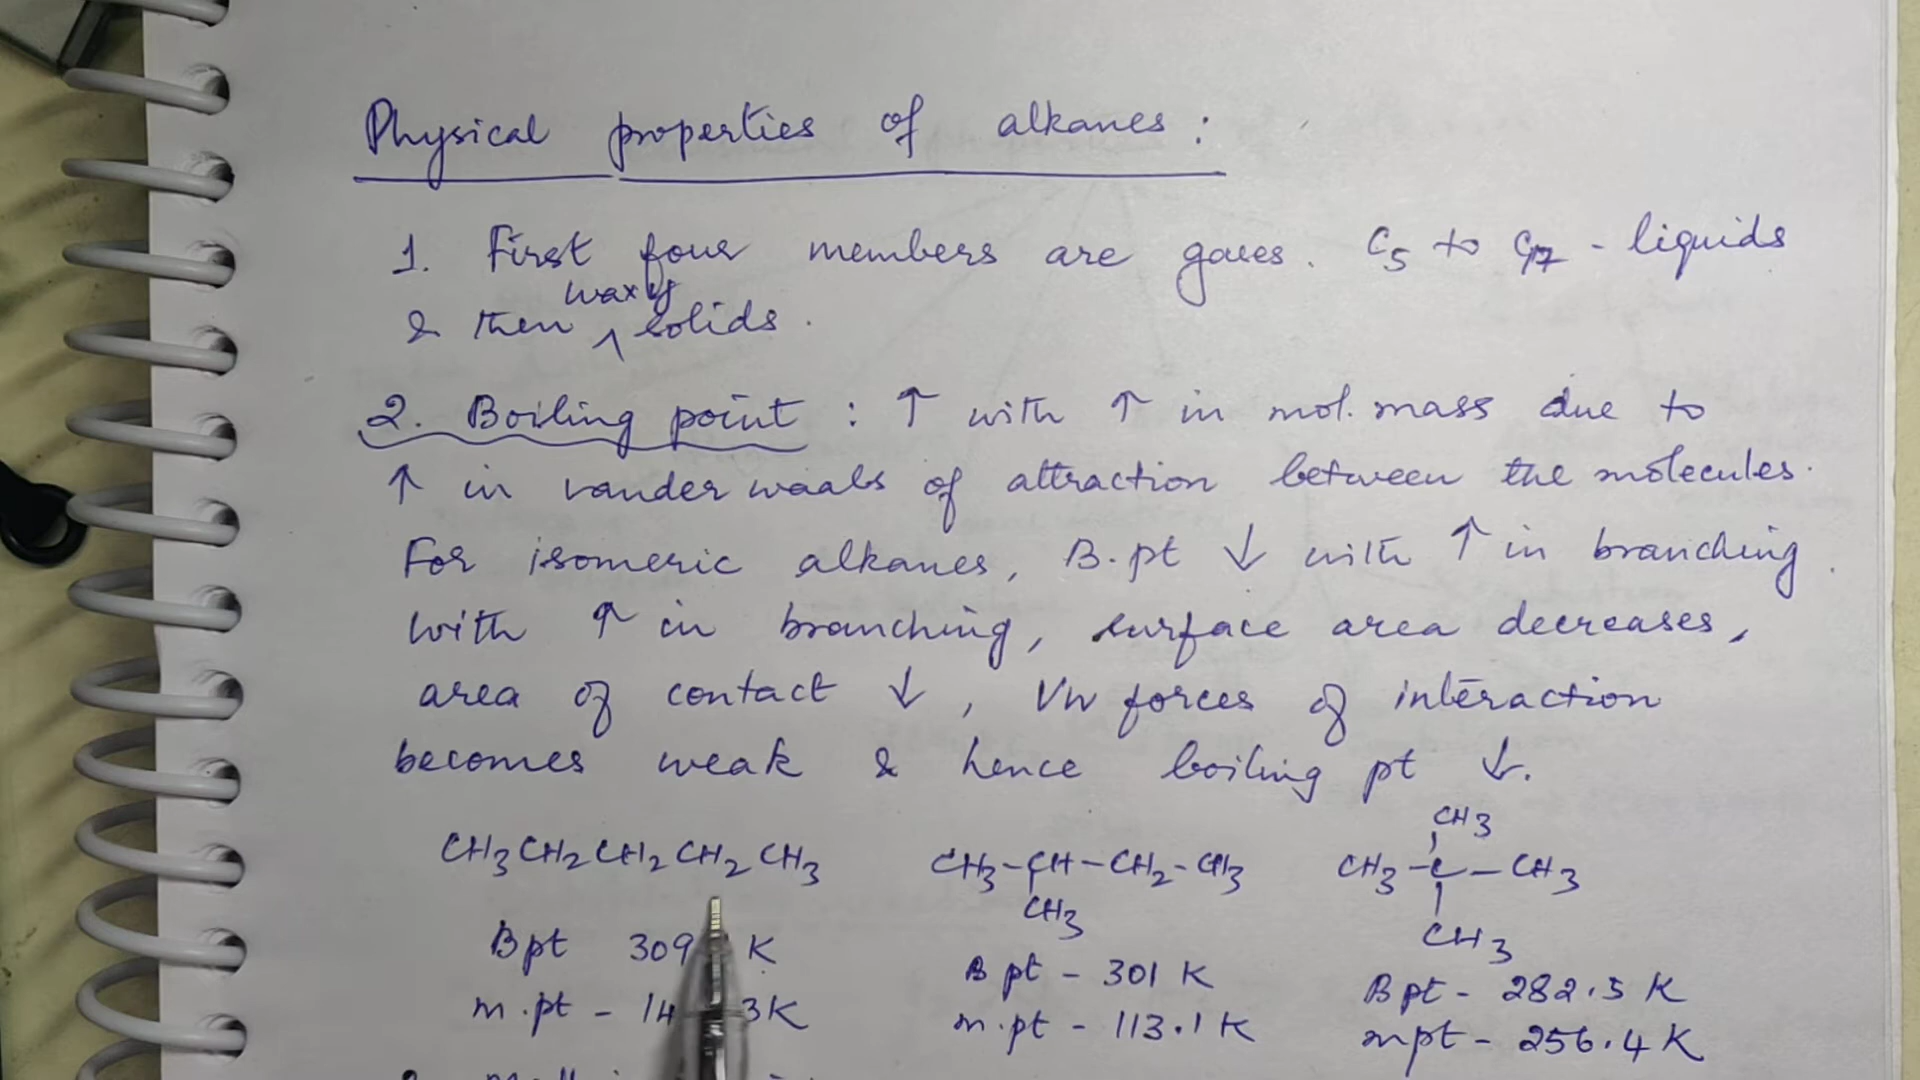 Physical properties of alkanes :
1. First four members are gases. C5 to C17 - liquids
waxy
& then ^ solids.
2. Boiling point : ↑ with ↑ in mol. mass due to
↑ in vander waals of attraction between the molecules.
For isomeric alkanes, B.pt ↓ with ↑ in branching.
With ↑ in branching, surface area decreases,
area of contact ↓, VW forces of interaction
becomes weak & hence boiling pt ↓.
CH3
CH3CH2CH2CH2CH3 CH3-CH-CH2-CH3 CH3-C-CH3
CH3 CH3
Bpt 309 K B pt - 301 K Bpt - 282.5 K
m.pt - 14 3K m.pt - 113.1 K mpt - 256.4 K